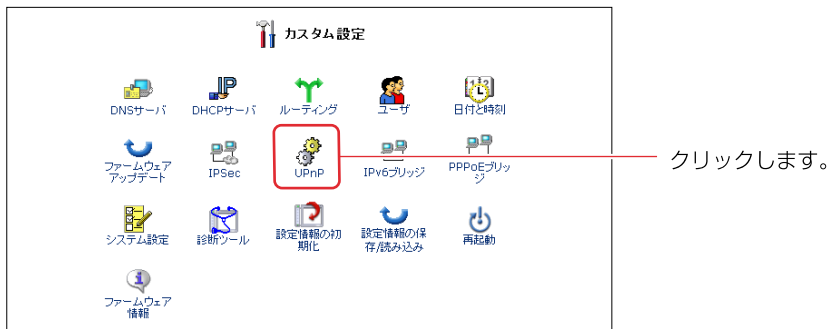 カスタム設定
DNSサーバ
DHCPサーバ
IP
ルーティング
ユーザ
日付と時刻
ファームウェア
アップデート
IPSec
UPnP
IPv6ブリッジ
PPPoEブリッ
ジ
クリックします。
システム設定
診断ツール
設定情報の初
期化
設定情報の保
存/読み込み
再起動
ファームウェア
情報